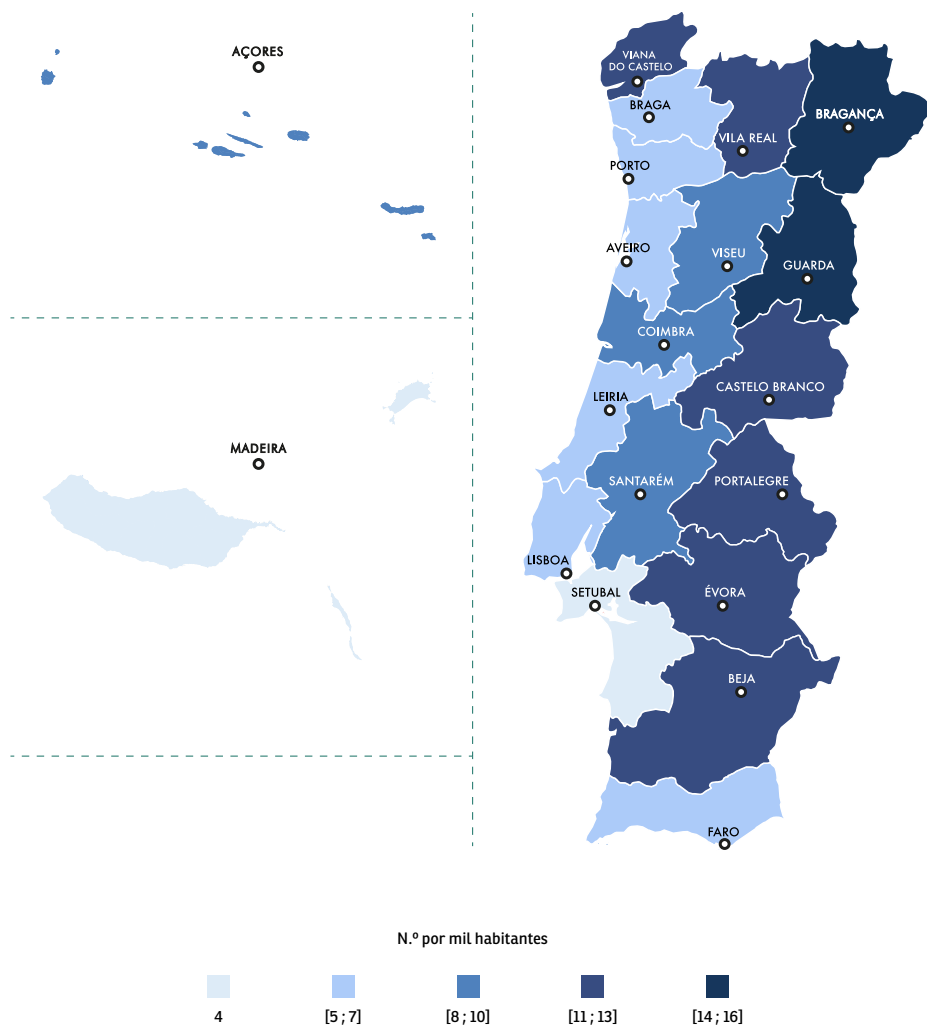 AÇORES
VIANA
DO CASTELO
BRAGA
VILA REAL
BRAGANÇA
PORTO
AVEIRO
VISEU
GUARDA
COIMBRA
CASTELO BRANCO
LEIRIA
MADEIRA
SANTARÉM
PORTALEGRE
LISBOA
SETUBAL
ÉVORA
BEJA
FARO
N.º por mil habitantes
4
[5 ; 7]
[8 ; 10]
[11 ; 13]
[14 ; 16]